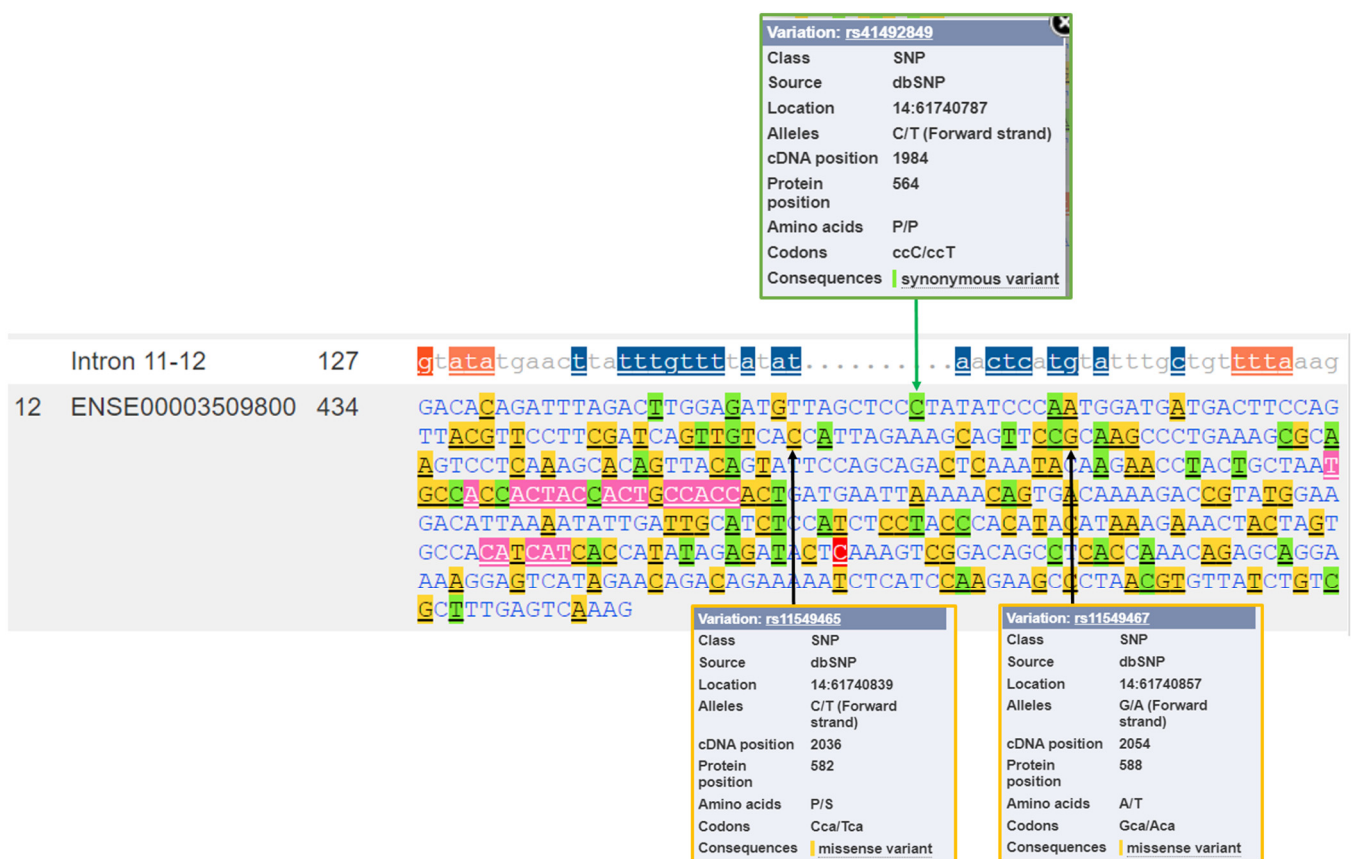 Variation: rs41492849
Class SNP
Source dbSNP
Location 14:61740787
Alleles C/T (Forward strand)
cDNA position 1984
Protein position 564
Amino acids P/P
Codons ccC/ccT
Consequences synonymous variant
Intron 11-12 127 gtatatgaacttatttgttttatat..........aactcatgtatttgctgttttaaag
12 ENSE00003509800 434 GACACAGATTTAGACTTGGAGATGTTAGCTCCCTATATCCCAATGGATGATGACTTCCAG
TTACGTTCCTTCGATCAGTTGTCACCATTAGAAAGCAGTTCCGCAAGCCCTGAAAGCGCA
AGTCCTCAAAGCACAGTTACAGTATTCCAGCAGACTCAAATACAAGAACCTACTGCTAAT
GCCACCACTACCACTGCCACCACTGATGAATTAAAAACAGTGACAAAAGACCGTATGGAA
GACATTAAAATATTGATTGCATCTCCATCTCCTACCCACATACATAAAGAAACTACTAGT
GCCACATCATCACCATATAGAGATACTCAAAGTCGGACAGCCTCACCAAACAGAGCAGGA
AAAGGAGTCATAGAACAGACAGAAAAATCTCATCCAAGAAGCCCTAACGTGTTATCTGTC
GCTTTGAGTCAAAG
Variation: rs11549465
Class SNP
Source dbSNP
Location 14:61740839
Alleles C/T (Forward
strand)
cDNA position 2036
Protein position 582
Amino acids P/S
Codons Cca/Tca
Consequences missense variant
Variation: rs11549467
Class SNP
Source dbSNP
Location 14:61740857
Alleles G/A (Forward
strand)
cDNA position 2054
Protein position 588
Amino acids A/T
Codons Gca/Aca
Consequences missense variant